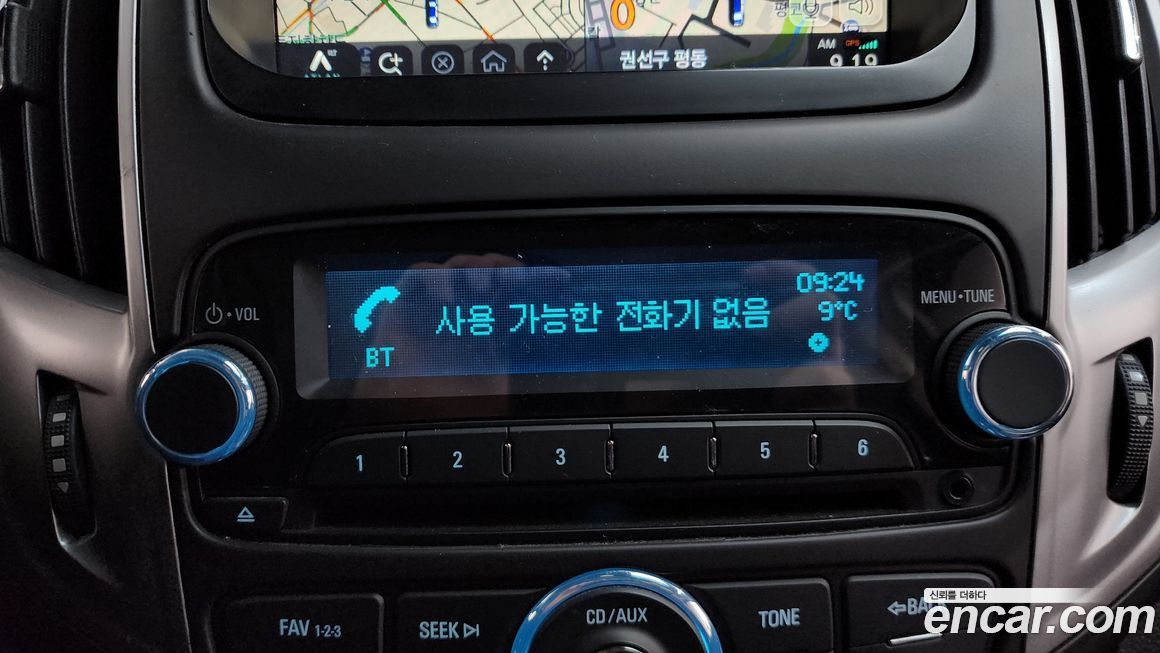 평
AM GPS
권선구 평동
9 19
VOL
사용 가능한 전화기 없음
BT
09:24
9°C
MENU•TUNE
1 2 3 4 5 6
FAV 1-2-3
SEEK
CD/AUX
TONE
BACK
신뢰를 더하다
encar.com